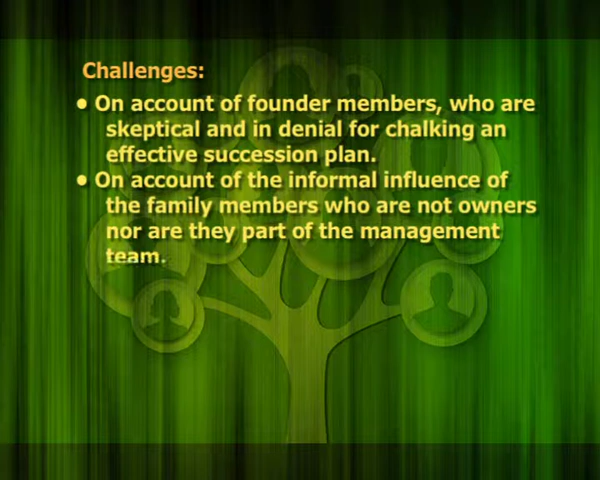 Challenges:
• On account of founder members, who are
skeptical and in denial for chalking an
effective succession plan.
• On account of the informal influence of
the family members who are not owners
nor are they part of the management
team.